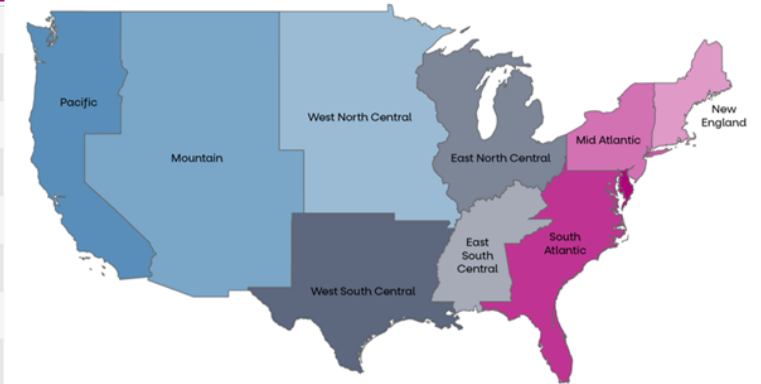 Pacific
Mountain
West North Central
East North Central
Mid Atlantic
New
England
East
South
Central
South
Atlantic
West South Central